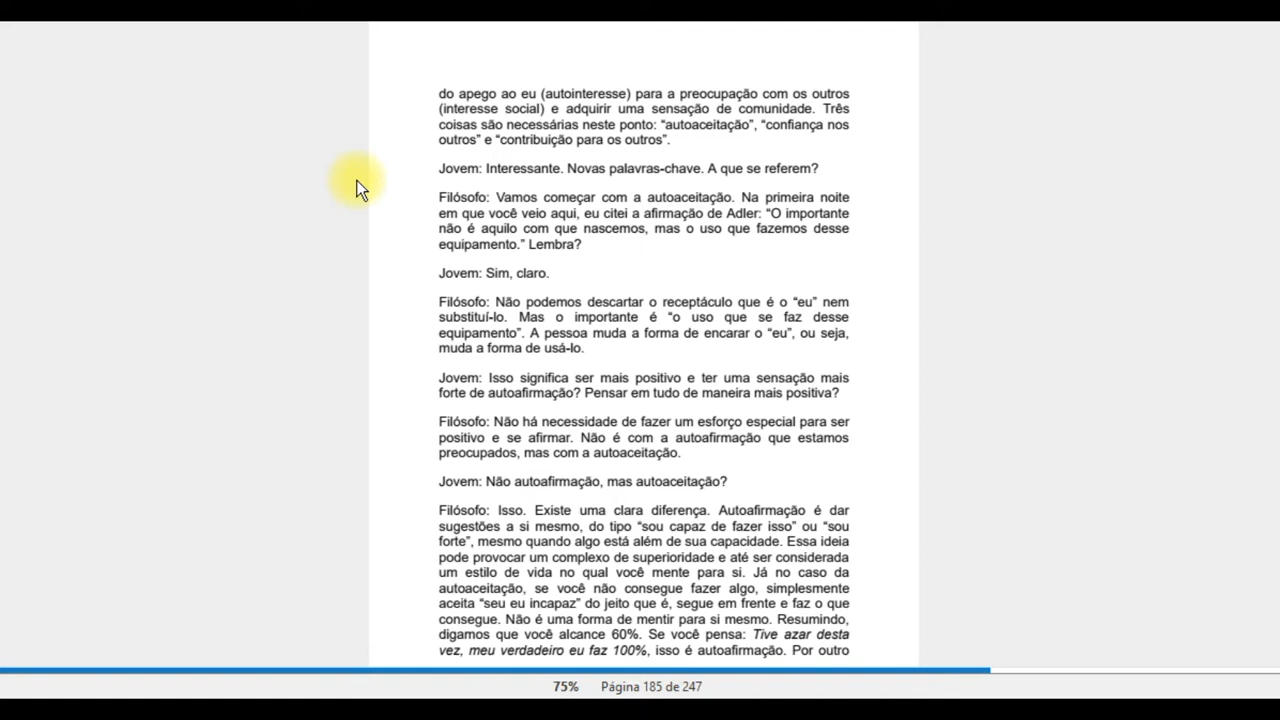 do apego ao eu (autointeresse) para a preocupação com os outros
(interesse social) e adquirir uma sensação de comunidade. Três
coisas são necessárias neste ponto: “autoaceitação”, “confiança nos
outros” e “contribuição para os outros”.
Jovem: Interessante. Novas palavras-chave. A que se referem?
Filósofo: Vamos começar com a autoaceitação. Na primeira noite
em que você veio aqui, eu citei a afirmação de Adler: “O importante
não é aquilo com que nascemos, mas o uso que fazemos desse
equipamento.” Lembra?
Jovem: Sim, claro.
Filósofo: Não podemos descartar o receptáculo que é o “eu” nem
substituí-lo. Mas o importante é “o uso que se faz desse
equipamento”. A pessoa muda a forma de encarar o “eu”, ou seja,
muda a forma de usá-lo.
Jovem: Isso significa ser mais positivo e ter uma sensação mais
forte de autoafirmação? Pensar em tudo de maneira mais positiva?
Filósofo: Não há necessidade de fazer um esforço especial para ser
positivo e se afirmar. Não é com a autoafirmação que estamos
preocupados, mas com a autoaceitação.
Jovem: Não autoafirmação, mas autoaceitação?
Filósofo: Isso. Existe uma clara diferença. Autoafirmação é dar
sugestões a si mesmo, do tipo “sou capaz de fazer isso” ou “sou
forte”, mesmo quando algo está além de sua capacidade. Essa ideia
pode provocar um complexo de superioridade e até ser considerada
um estilo de vida no qual você mente para si. Já no caso da
autoaceitação, se você não consegue fazer algo, simplesmente
aceita “seu eu incapaz” do jeito que é, segue em frente e faz o que
consegue. Não é uma forma de mentir para si mesmo. Resumindo,
digamos que você alcance 60%. Se você pensa: Tive azar desta
vez, meu verdadeiro eu faz 100%, isso é autoafirmação. Por outro
75% Página 185 de 247